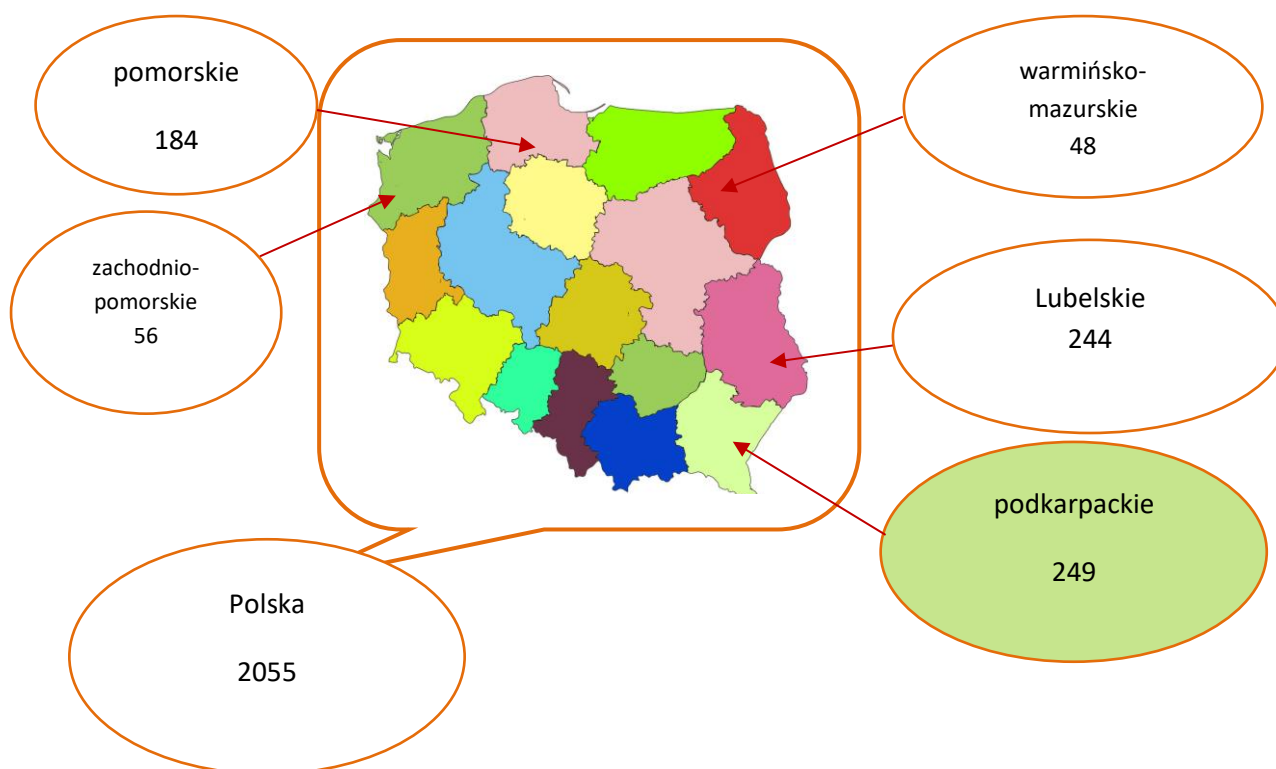 pomorskie
184
warmińsko-
mazurskie
48
zachodnio-
pomorskie
56
Lubelskie
244
podkarpackie
249
Polska
2055